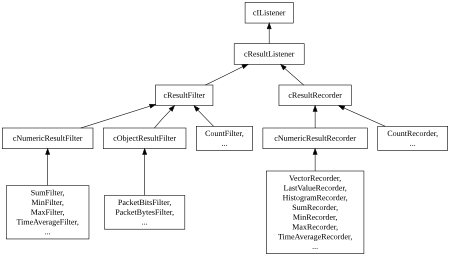 cIListener
cResultListener
cResultFilter
cResultRecorder
cNumericResultFilter
cObjectResultFilter
CountFilter,
...
cNumericResultRecorder
CountRecorder,
...
SumFilter,
MinFilter,
MaxFilter,
TimeAverageFilter,
...
PacketBitsFilter,
PacketBytesFilter,
...
VectorRecorder,
LastValueRecorder,
HistogramRecorder,
SumRecorder,
MinRecorder,
MaxRecorder,
TimeAverageRecorder,
...